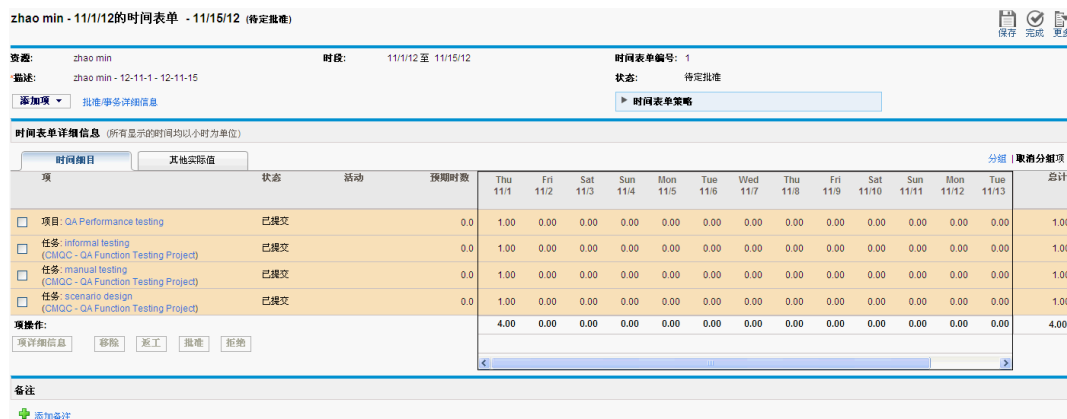 zhao min - 11/1/12的时间表单 - 11/15/12 (待定批准)
保存 完成 更多
资源: zhao min 时段: 11/1/12 至 11/15/12 时间表单编号: 1
*描述: zhao min - 12-11-1 - 12-11-15 状态: 待定批准
添加项 批准/事务详细信息 时间表单策略
时间表单详细信息 (所有显示的时间均以小时为单位)
时间细目 其他实际值 分组 | 取消分组项
项 状态 活动 预期时数 Thu Fri Sat Sun Mon Tue Wed Thu Fri Sat Sun Mon Tue 总计
11/1 11/2 11/3 11/4 11/5 11/6 11/7 11/8 11/9 11/10 11/11 11/12 11/13
项目: QA Performance testing 已提交 0.0 1.00 0.00 0.00 0.00 0.00 0.00 0.00 0.00 0.00 0.00 0.00 0.00 0.00 1.00
任务: informal testing
(CMQC - QA Function Testing Project) 已提交 0.0 1.00 0.00 0.00 0.00 0.00 0.00 0.00 0.00 0.00 0.00 0.00 0.00 0.00 1.00
任务: manual testing
(CMQC - QA Function Testing Project) 已提交 0.0 1.00 0.00 0.00 0.00 0.00 0.00 0.00 0.00 0.00 0.00 0.00 0.00 0.00 1.00
任务: scenario design
(CMQC - QA Function Testing Project) 已提交 0.0 1.00 0.00 0.00 0.00 0.00 0.00 0.00 0.00 0.00 0.00 0.00 0.00 0.00 1.00
项操作: 4.00 0.00 0.00 0.00 0.00 0.00 0.00 0.00 0.00 0.00 0.00 0.00 0.00 4.00
项详细信息 移除 返工 批准 拒绝
备注
添加备注